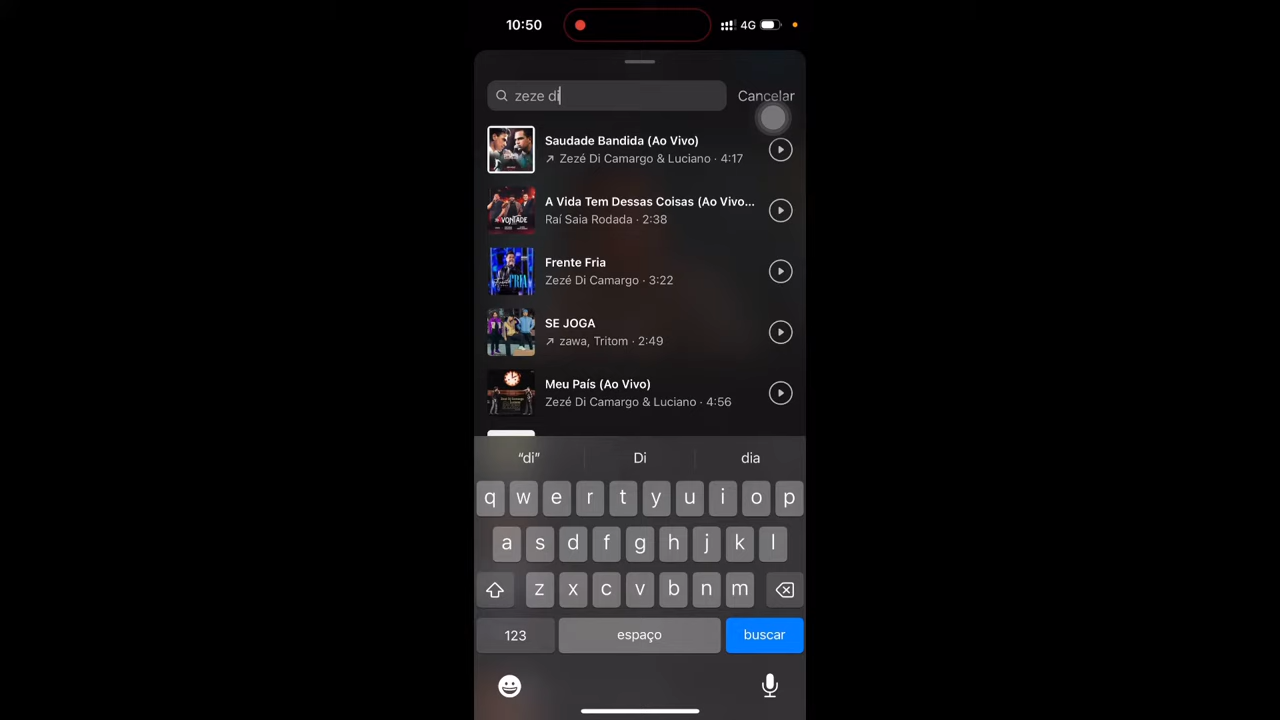 10:50
4G
zeze di
Cancelar
Saudade Bandida (Ao Vivo)
Zezé Di Camargo & Luciano · 4:17
A Vida Tem Dessas Coisas (Ao Vivo...
Raí Saia Rodada · 2:38
Frente Fria
Zezé Di Camargo · 3:22
SE JOGA
zawa, Tritom · 2:49
Meu País (Ao Vivo)
Zezé Di Camargo & Luciano · 4:56
“di” Di dia
q w e r t y u i o p
a s d f g h j k l
z x c v b n m
123 espaço buscar